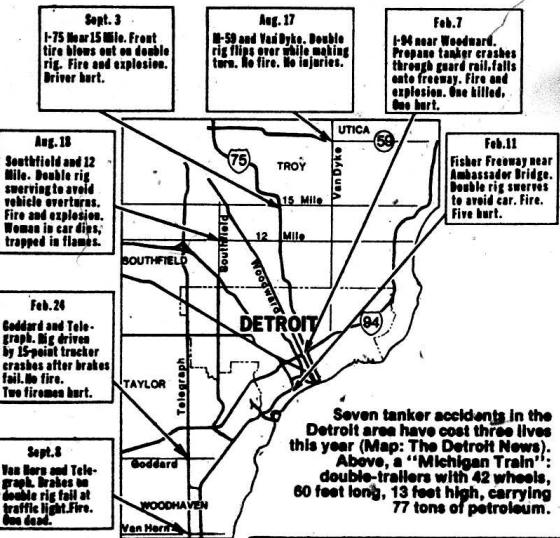 Sept. 3
I-75 Near 15 Mile. Front
tire blows out on double
rig. Fire and explosion.
Driver hurt.
Aug. 17
M-59 and Van Dyke. Double
rig flips over while making
turn. No fire. No injuries.
Feb. 7
I-94 near Woodward.
Propane tanker crashes
through guard rail, falls
onto freeway. Fire and
explosion. One killed,
One hurt.
Aug. 18
Southfield and 12
Mile. Double rig
swerving to avoid
vehicle overturns.
Fire and explosion.
Woman in car dies,
trapped in flames.
Feb. 11
Fisher Freeway near
Ambassador Bridge.
Double rig swerves
to avoid car. Fire.
Five hurt.
Feb. 24
Goddard and Tele-
graph. Rig driven
by 15-point trucker
crashes after brakes
fail. No fire.
Two firemen hurt.
Sept. 8
Van Horn and Tele-
graph. Brakes on
double rig fail at
traffic light. Fire.
One dead.
UTICA
59
75
TROY
Van Dyke
15 Mile
12 Mile
Southfield
SOUTHFIELD
Woodward
DETROIT
94
TAYLOR
Telegraph
Goddard
WOODHAVEN
Van Horn
Seven tanker accidents in the
Detroit area have cost three lives
this year (Map: The Detroit News).
Above, a "Michigan Train":
double-trailers with 42 wheels,
60 feet long, 13 feet high, carrying
77 tons of petroleum.